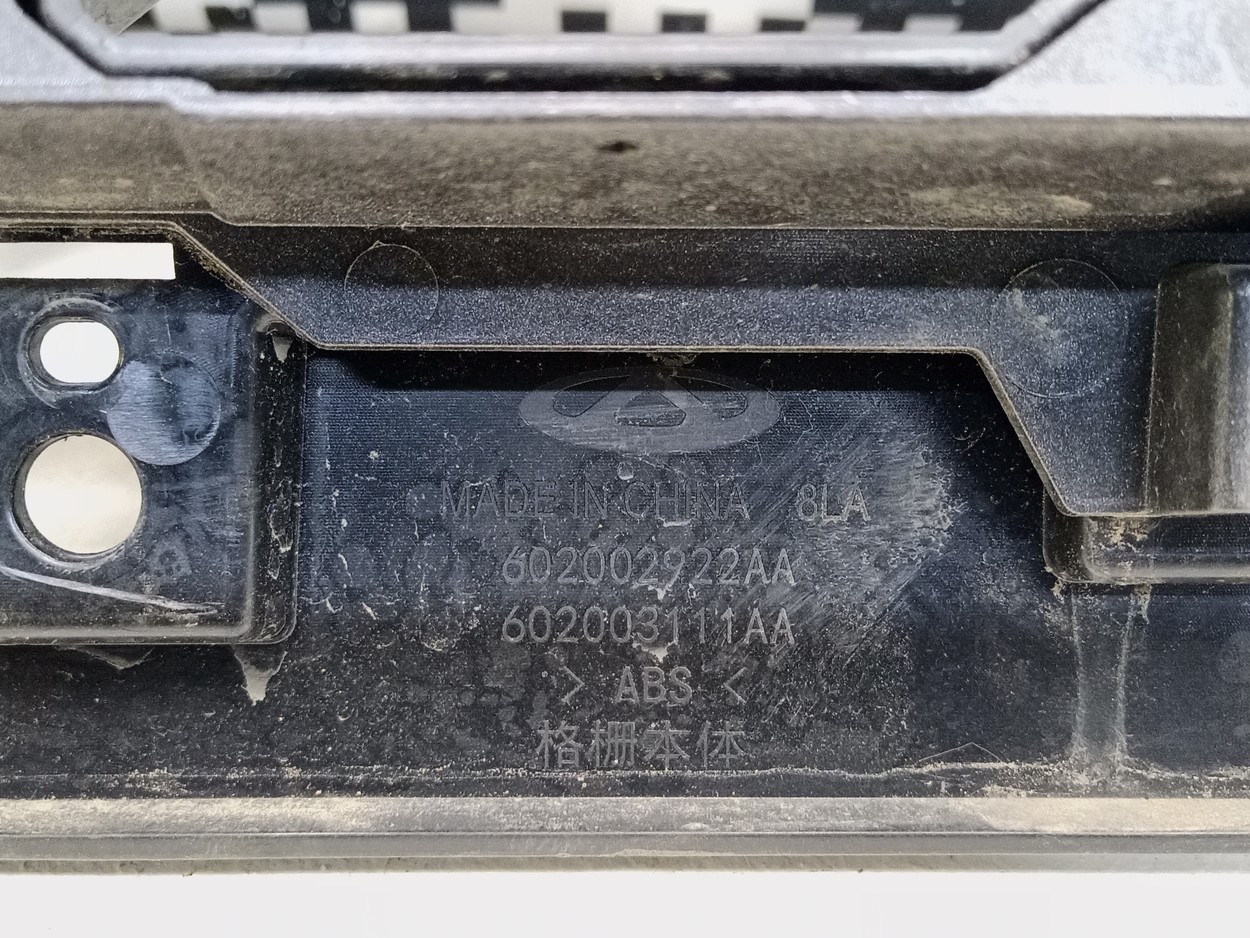 MADE IN CHINA 8LA
602002922AA
602003111AA
> ABS <
格栅本体